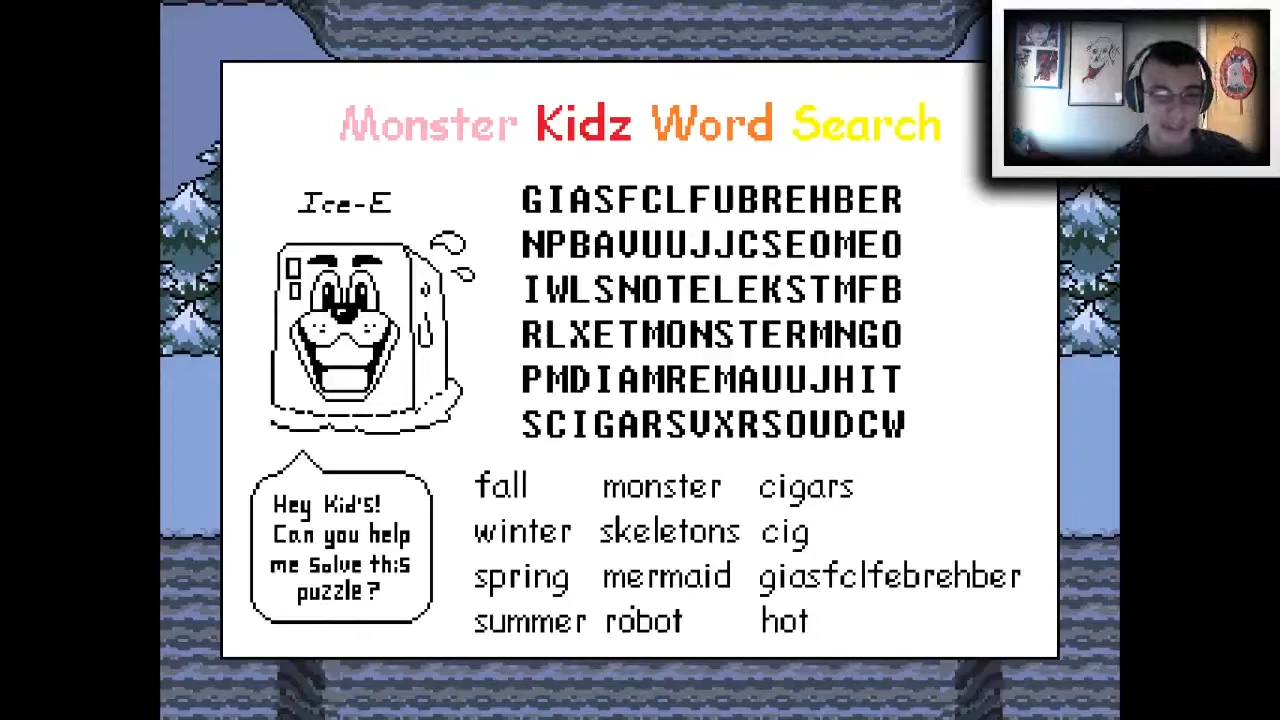 Monster Kidz Word Search
Ice-E
GIASFCLFUBREHBER
NPBAVUUJJCSEOMEO
IWLSNOTELEKSTMFB
RLXETMONSTERMNGO
PMDIAMREMAUUJHIT
SCIGARSVXRSOUDCW
Hey Kid's!
Can you help
me Solve this
puzzle?
fall monster cigars
winter skeletons cig
spring mermaid giasfclfebrehber
summer robot hot